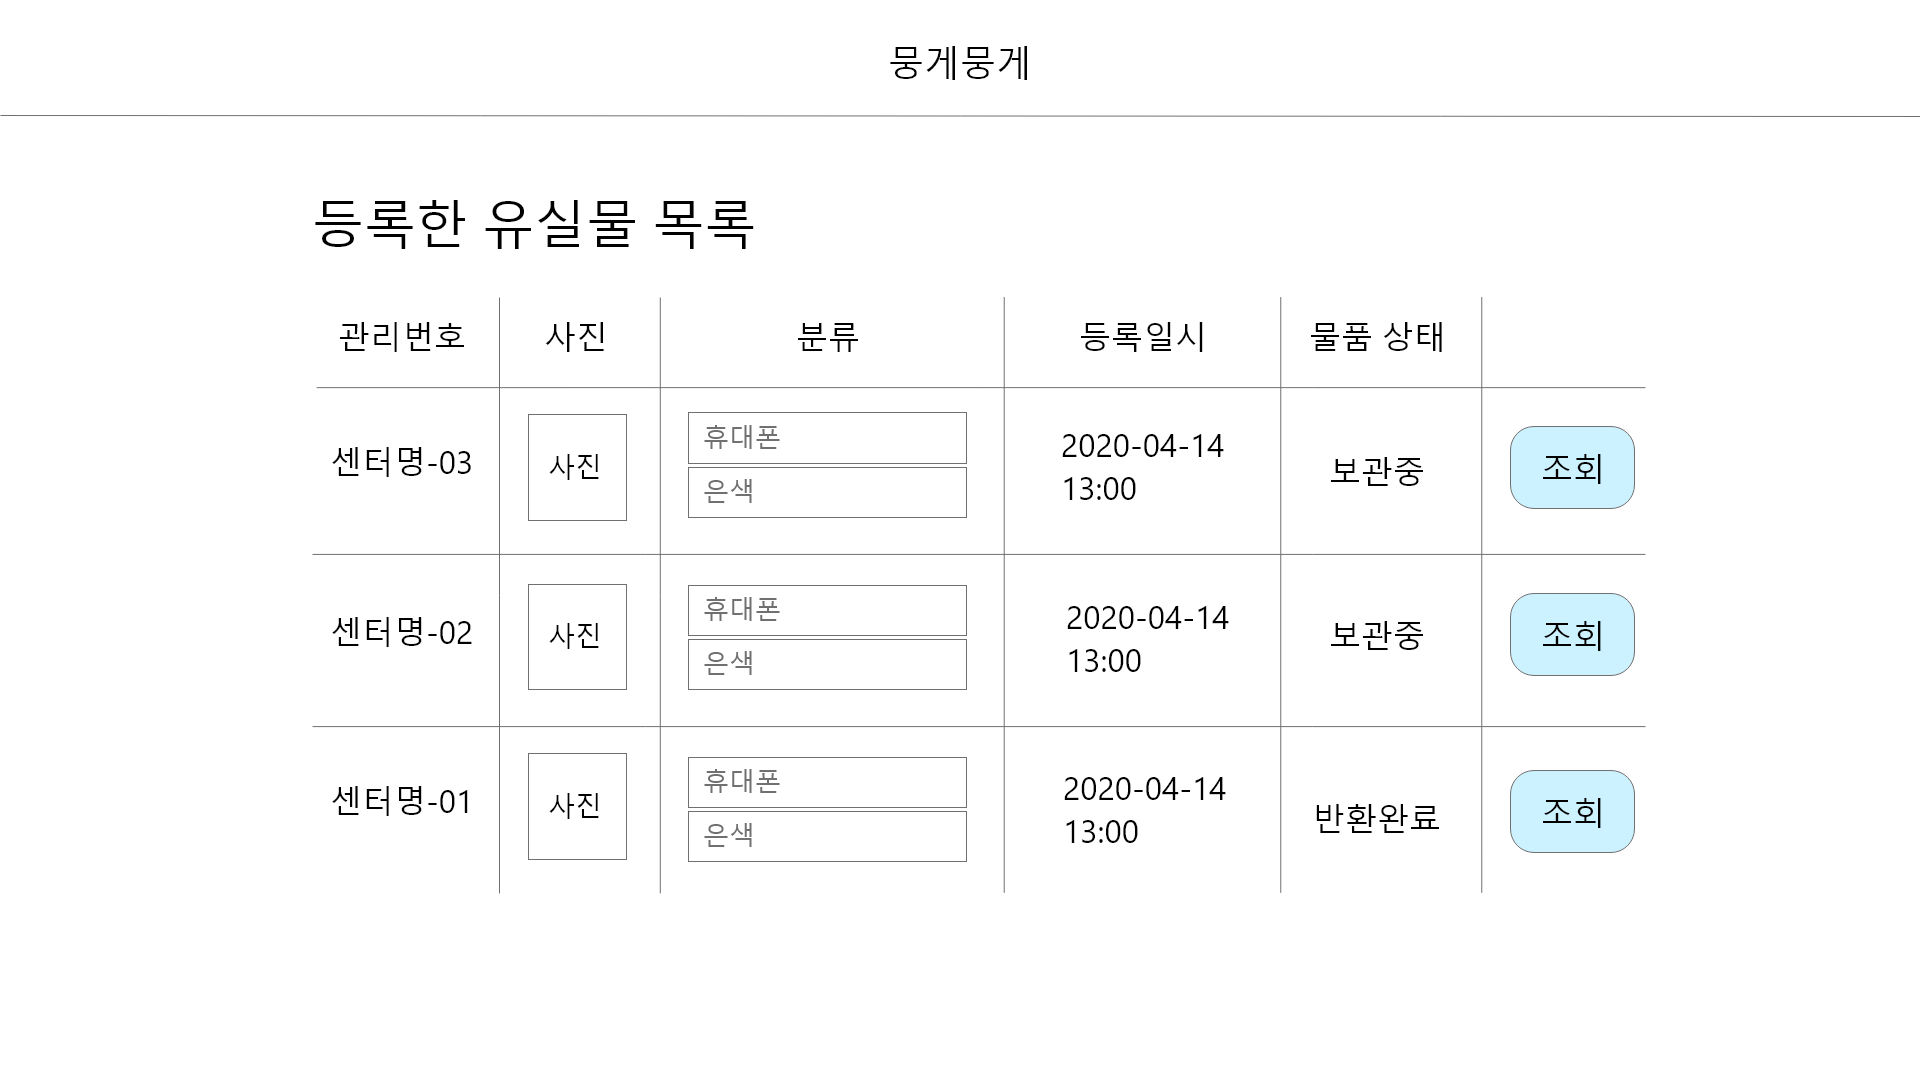 뭉게뭉게
등록한 유실물 목록
관리번호 사진 분류 등록일시 물품 상태
센터명-03 사진 휴대폰 은색 2020-04-14 13:00 보관중 조회
센터명-02 사진 휴대폰 은색 2020-04-14 13:00 보관중 조회
센터명-01 사진 휴대폰 은색 2020-04-14 13:00 반환완료 조회